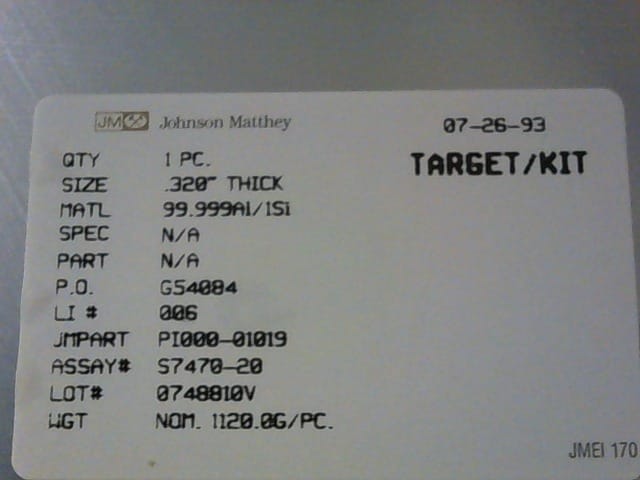 JM Johnson Matthey
07-26-93
TARGET/KIT
QTY 1 PC.
SIZE .320" THICK
MATL 99.999Al/1Si
SPEC N/A
PART N/A
P.O. G54084
LI # 006
JMPART PI000-01019
ASSAY# S7470-20
LOT# 0748810V
WGT NOM. 1120.0G/PC.
JMEI 170